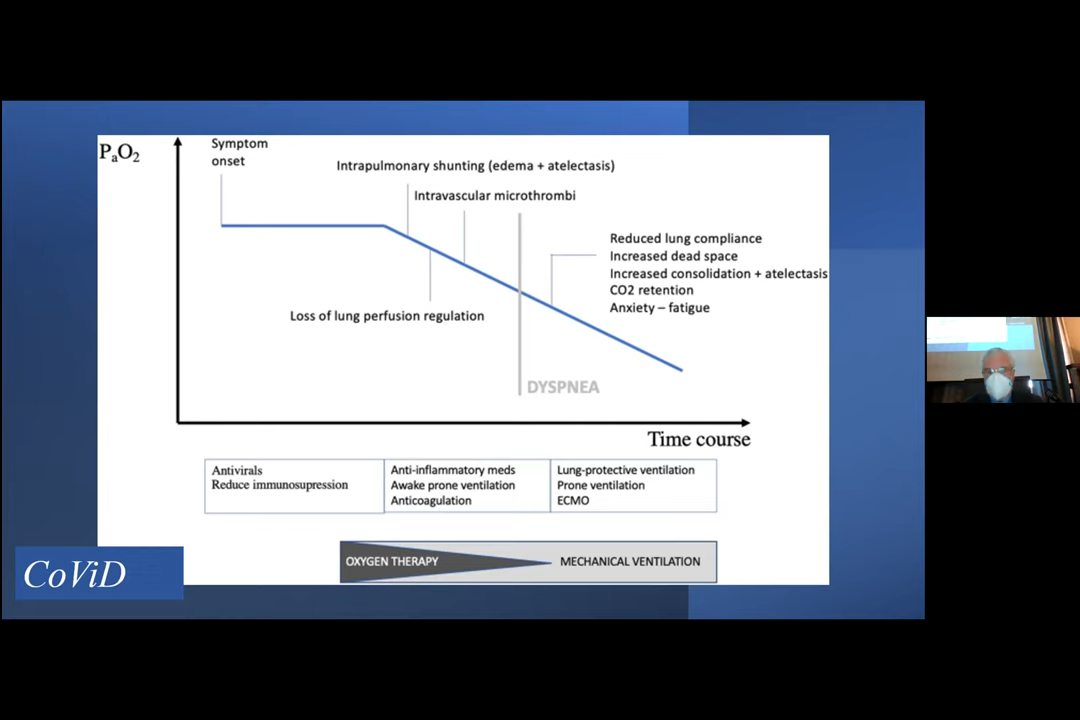 PaO2
Symptom
onset
Intrapulmonary shunting (edema + atelectasis)
Intravascular microthrombi
Loss of lung perfusion regulation
Reduced lung compliance
Increased dead space
Increased consolidation + atelectasis
CO2 retention
Anxiety – fatigue
DYSPNEA
Time course
Antivirals
Reduce immunosupression
Anti-inflammatory meds
Awake prone ventilation
Anticoagulation
Lung-protective ventilation
Prone ventilation
ECMO
OXYGEN THERAPY
MECHANICAL VENTILATION
CoViD